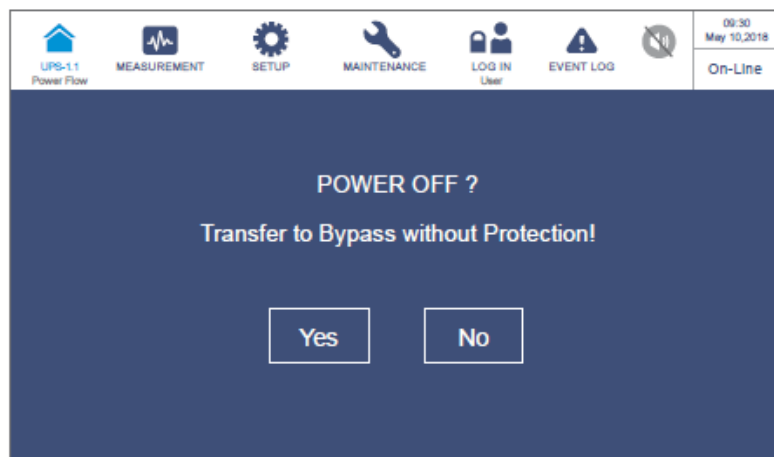 UPS-1.1
Power Flow
MEASUREMENT
SETUP
MAINTENANCE
LOG IN
User
EVENT LOG
09:30
May 10,2018
On-Line
POWER OFF ?
Transfer to Bypass without Protection!
Yes
No